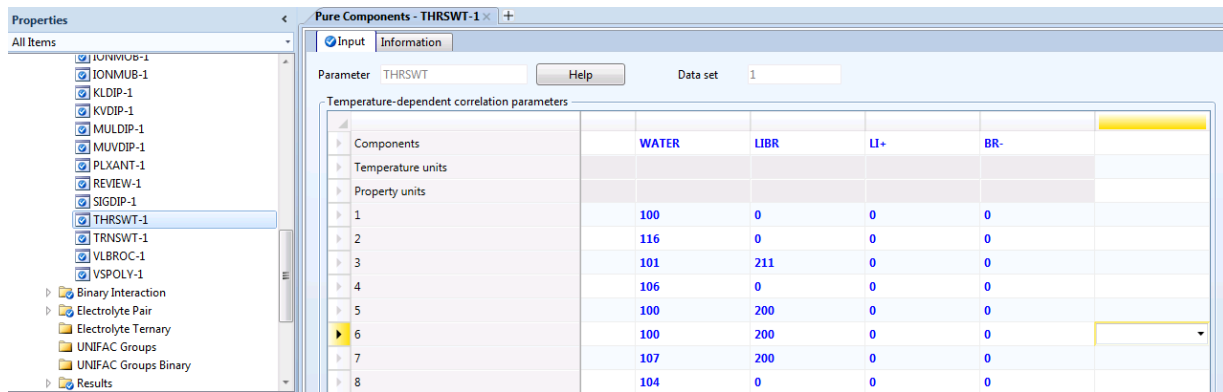 Properties
All Items
IONMOB-1
IONMUB-1
KLDIP-1
KVDIP-1
MULDIP-1
MUVDIP-1
PLXANT-1
REVIEW-1
SIGDIP-1
THRSWT-1
TRNSWT-1
VLBROC-1
VSPOLY-1
Binary Interaction
Electrolyte Pair
Electrolyte Ternary
UNIFAC Groups
UNIFAC Groups Binary
Results
Pure Components - THRSWT-1
Input Information
Parameter THRSWT Help Data set 1
Temperature-dependent correlation parameters
Components WATER LIBR LI+ BR-
Temperature units
Property units
1 100 0 0 0
2 116 0 0 0
3 101 211 0 0
4 106 0 0 0
5 100 200 0 0
6 100 200 0 0
7 107 200 0 0
8 104 0 0 0